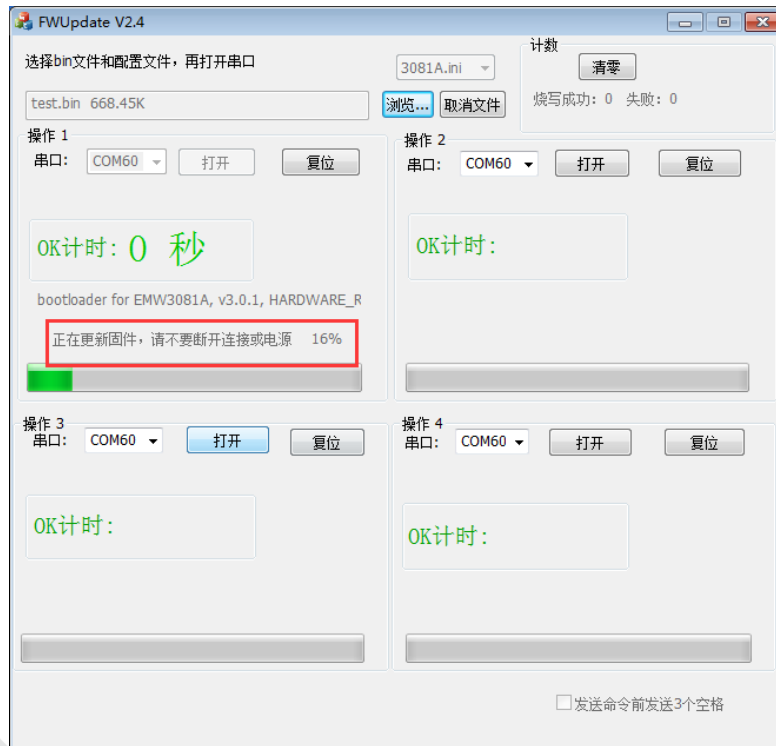 FWUpdate V2.4
选择bin文件和配置文件，再打开串口
3081A.ini
计数
清零
test.bin 668.45K
浏览...
取消文件
烧写成功：0 失败：0
操作 1
串口：
COM60
打开
复位
OK计时：0 秒
bootloader for EMW3081A, v3.0.1, HARDWARE_R
正在更新固件，请不要断开连接或电源 16%
操作 2
串口：
COM60
打开
复位
OK计时：
操作 3
串口：
COM60
打开
复位
OK计时：
操作 4
串口：
COM60
打开
复位
OK计时：
发送命令前发送3个空格